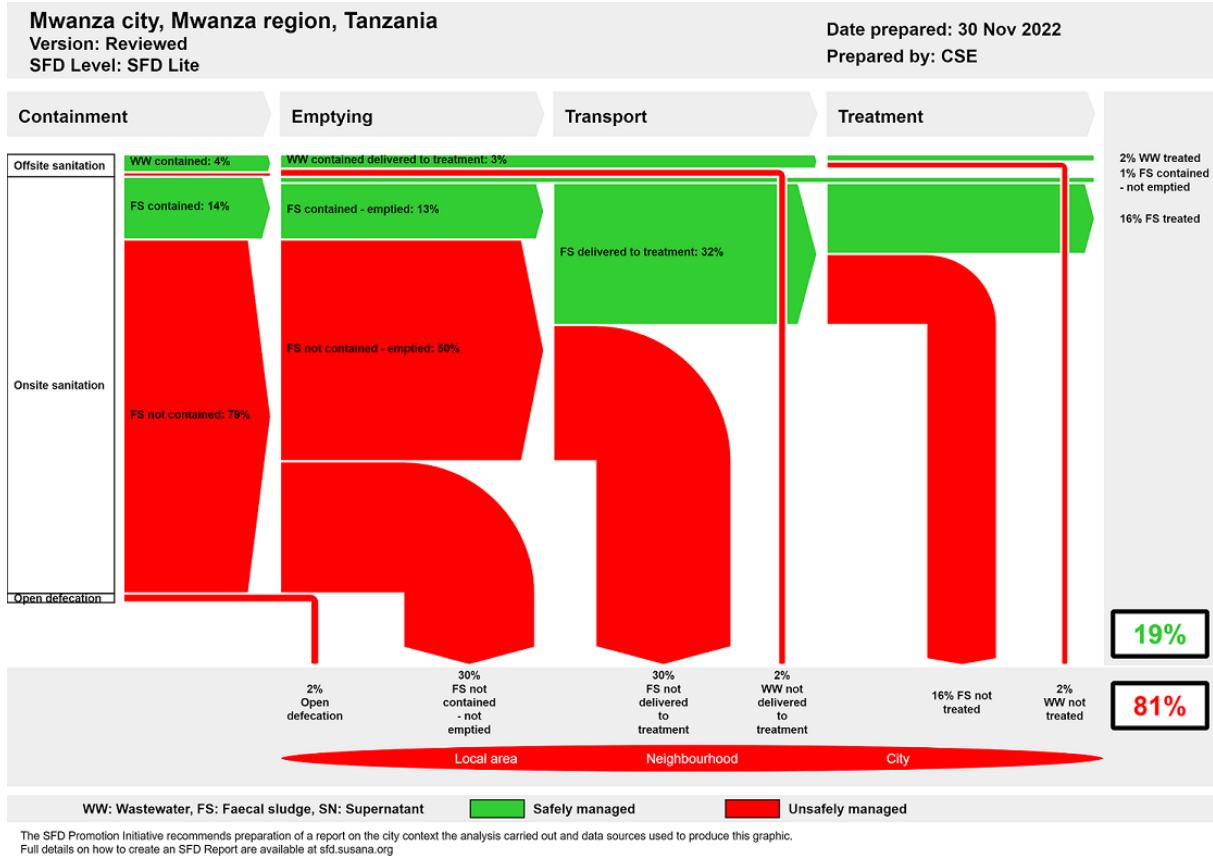 Mwanza city, Mwanza region, Tanzania
Version: Reviewed
SFD Level: SFD Lite
Date prepared: 30 Nov 2022
Prepared by: CSE
Containment
Emptying
Transport
Treatment
Offsite sanitation
WW contained: 4%
WW contained delivered to treatment: 3%
2% WW treated
1% FS contained
- not emptied
FS contained: 14%
FS contained - emptied: 13%
16% FS treated
FS delivered to treatment: 32%
FS not contained - emptied: 50%
Onsite sanitation
FS not contained: 79%
Open defecation
19%
2%
Open
defecation
30%
FS not
contained
- not
emptied
30%
FS not
delivered
to
treatment
2%
WW not
delivered
to
treatment
16% FS not
treated
2%
WW not
treated
81%
Local area
Neighbourhood
City
WW: Wastewater, FS: Faecal sludge, SN: Supernatant
Safely managed
Unsafely managed
The SFD Promotion Initiative recommends preparation of a report on the city context the analysis carried out and data sources used to produce this graphic.
Full details on how to create an SFD Report are available at sfd.susana.org